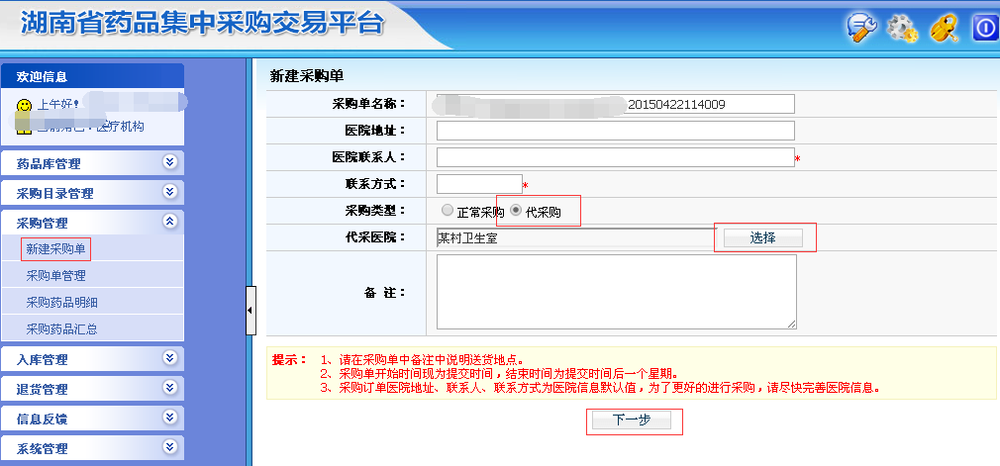 湖南省药品集中采购交易平台
欢迎信息
上午好!
当前角色：医疗机构
药品库管理
采购目录管理
采购管理
新建采购单
采购单管理
采购药品明细
采购药品汇总
入库管理
退货管理
信息反馈
系统管理
新建采购单
采购单名称： 20150422114009
医院地址：
医院联系人： *
联系方式： *
采购类型： 正常采购 代采购
代采医院： 某村卫生室 选择
备 注：
提示： 1、请在采购单中备注中说明送货地点。
2、采购单开始时间现为提交时间，结束时间为提交时间后一个星期。
3、采购订单医院地址、联系人、联系方式为医院信息默认值，为了更好的进行采购，请尽快完善医院信息。
下一步